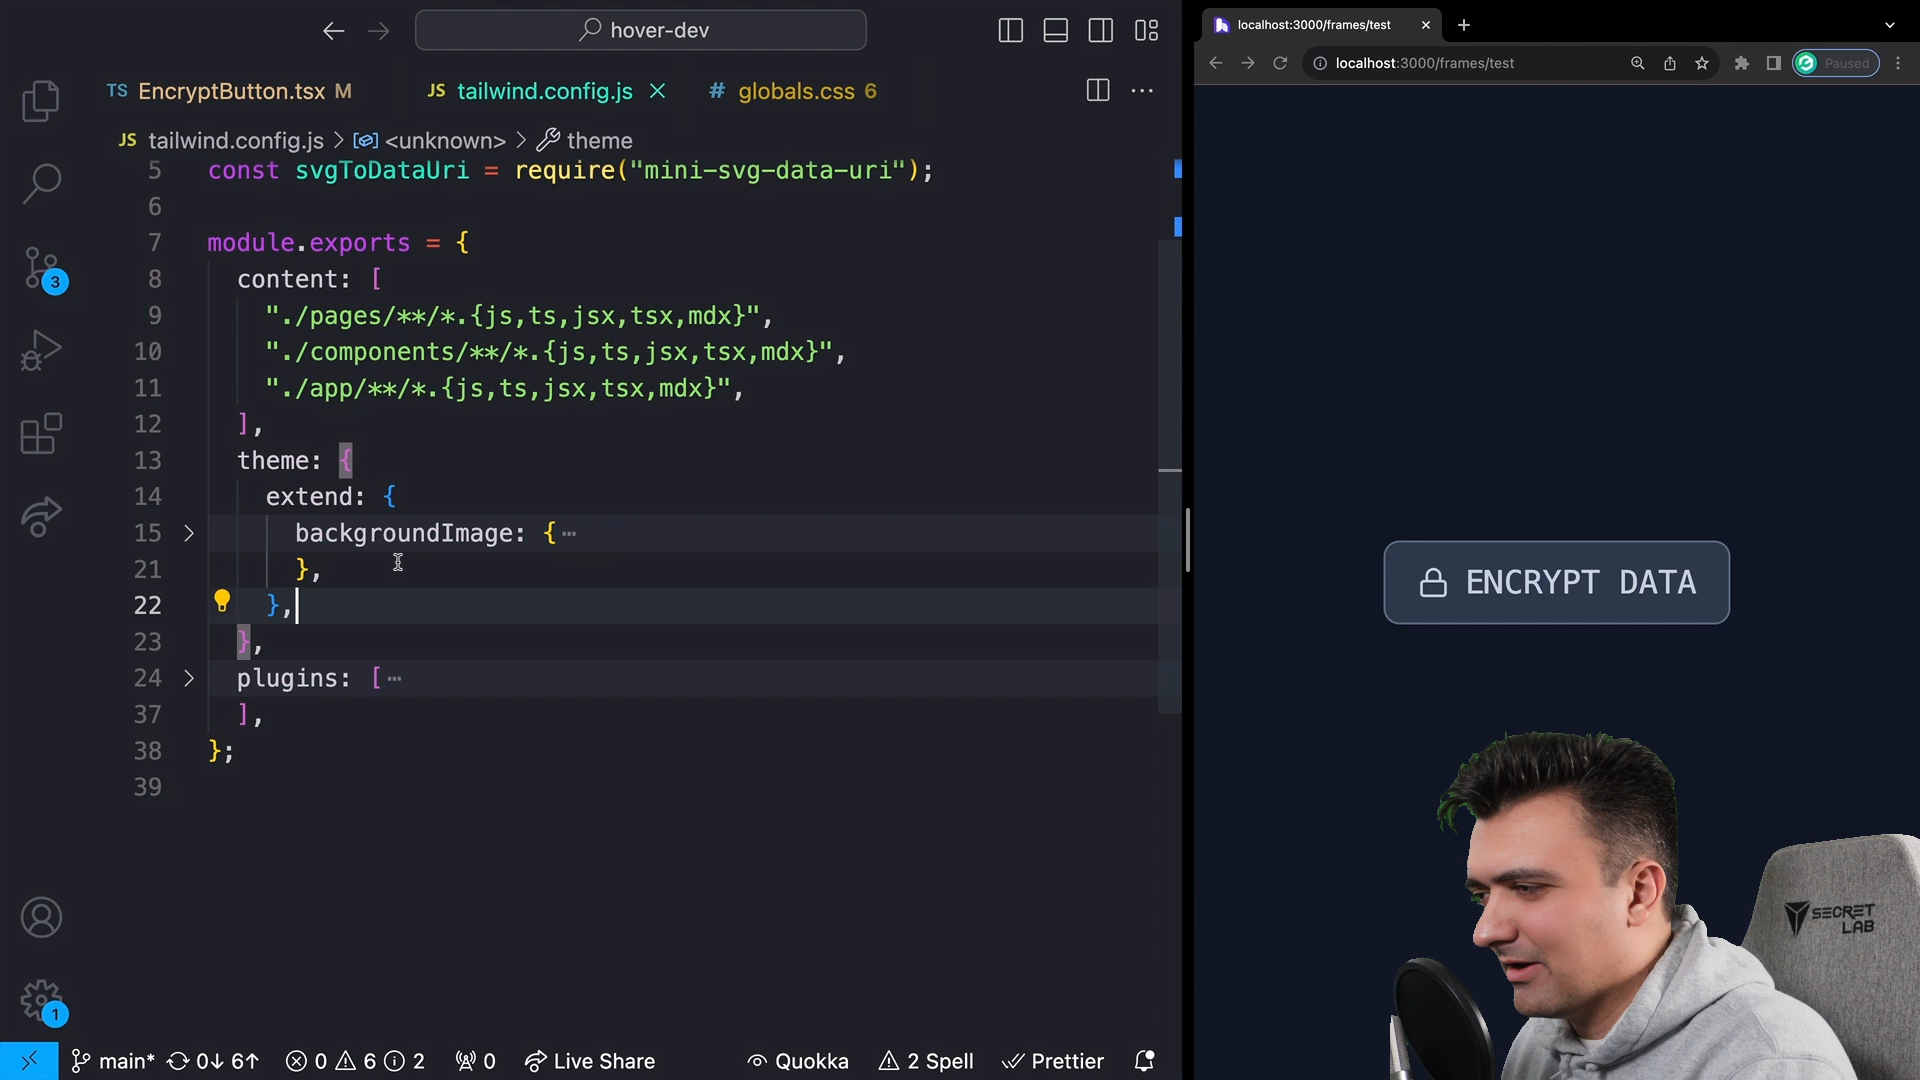 hover-dev
TS EncryptButton.tsx M
JS tailwind.config.js
# globals.css 6
JS tailwind.config.js > <unknown> > theme
5 const svgToDataUri = require("mini-svg-data-uri");
6
7 module.exports = {
8 content: [
9 "./pages/**/*.{js,ts,jsx,tsx,mdx}",
10 "./components/**/*.{js,ts,jsx,tsx,mdx}",
11 "./app/**/*.{js,ts,jsx,tsx,mdx}",
12 ],
13 theme: {
14 extend: {
15 backgroundImage: {…
21 },
22 },
23 },
24 plugins: […
37 ],
38 };
39
3
1
main* 0↓ 6↑ 0 6 2 0 Live Share Quokka 2 Spell Prettier
localhost:3000/frames/test
localhost:3000/frames/test
Paused
ENCRYPT DATA
SECRET
LAB